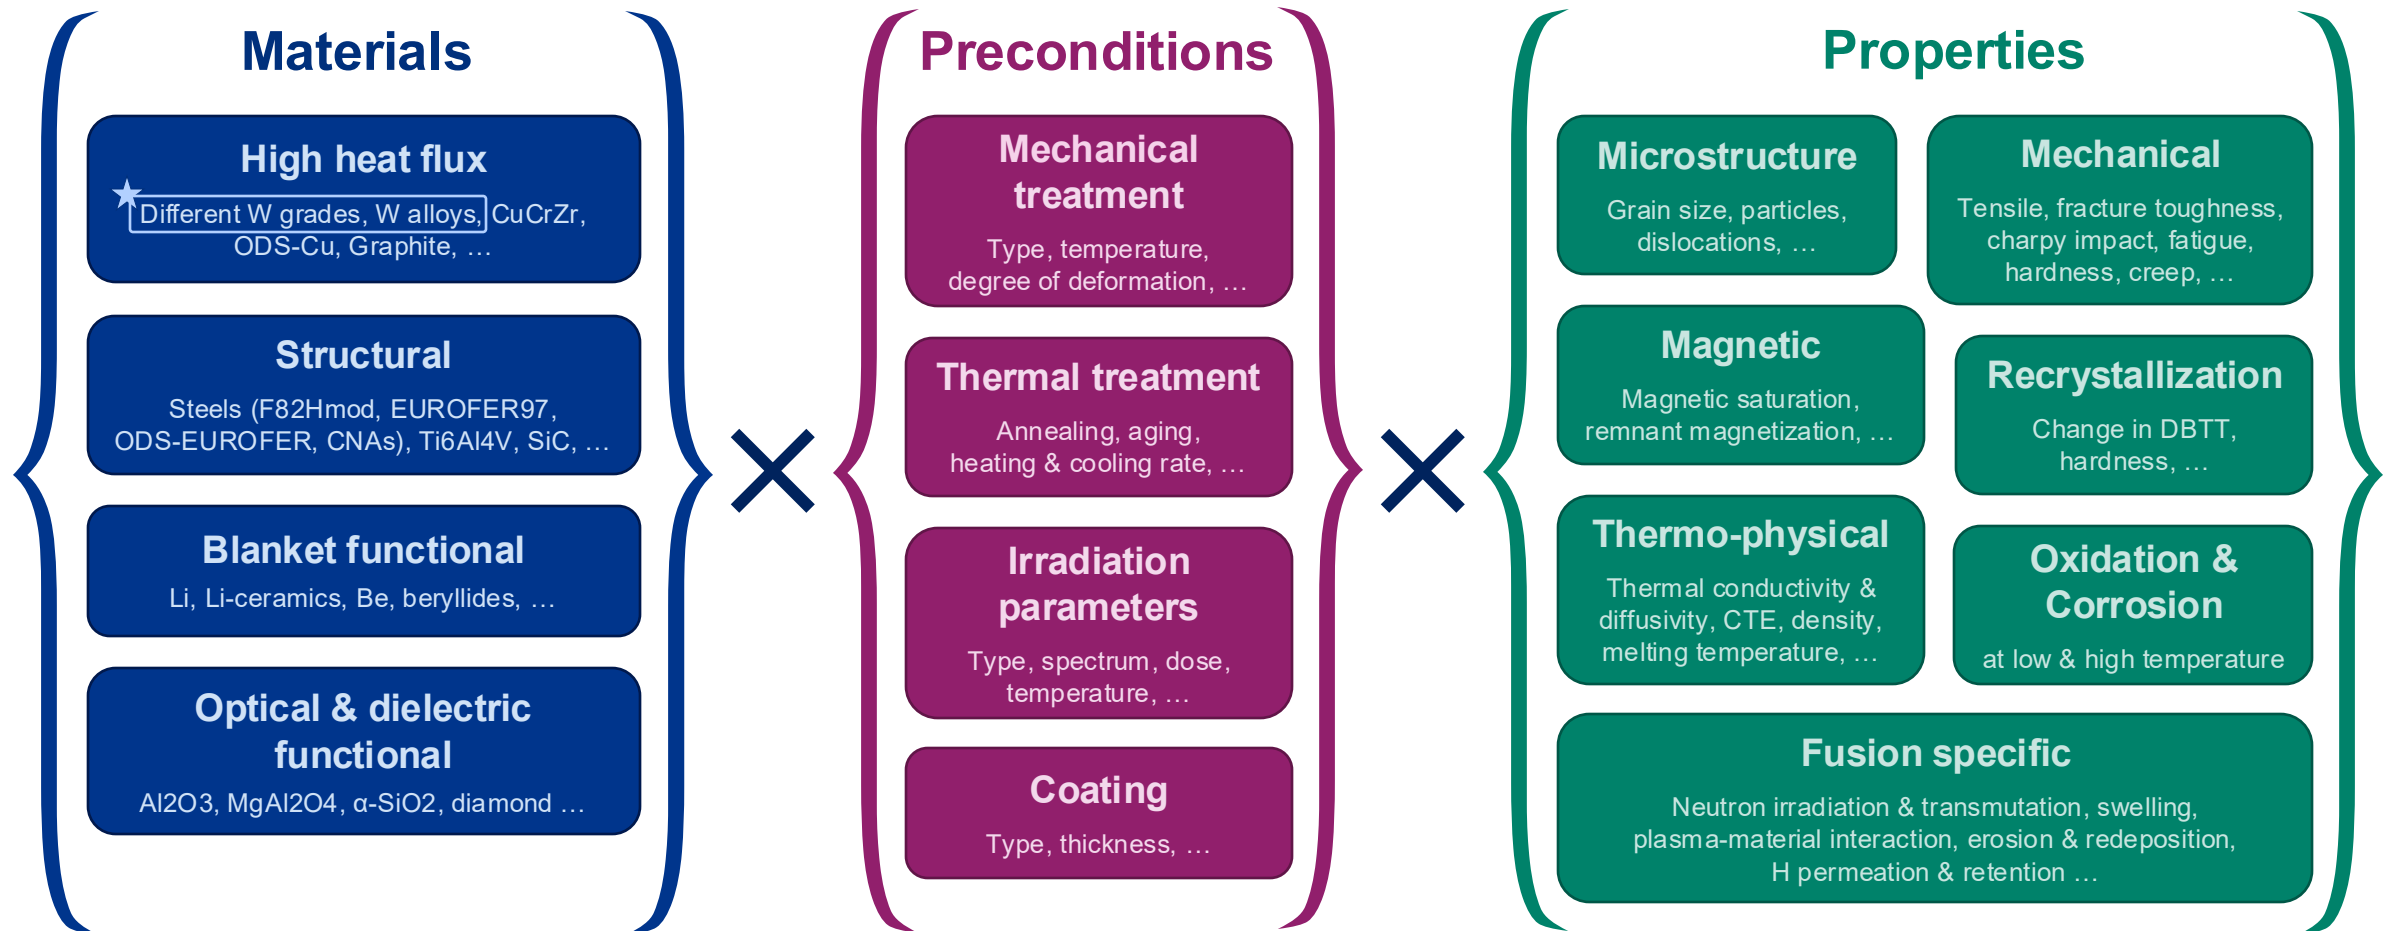 Materials
High heat flux
Different W grades, W alloys, CuCrZr,
ODS-Cu, Graphite, …
Structural
Steels (F82Hmod, EUROFER97,
ODS-EUROFER, CNAs), Ti6Al4V, SiC, …
Blanket functional
Li, Li-ceramics, Be, beryllides, …
Optical & dielectric
functional
Al2O3, MgAl2O4, α-SiO2, diamond …
Preconditions
Mechanical
treatment
Type, temperature,
degree of deformation, …
Thermal treatment
Annealing, aging,
heating & cooling rate, …
Irradiation
parameters
Type, spectrum, dose,
temperature, …
Coating
Type, thickness, …
Properties
Microstructure
Grain size, particles,
dislocations, …
Mechanical
Tensile, fracture toughness,
charpy impact, fatigue,
hardness, creep, …
Magnetic
Magnetic saturation,
remnant magnetization, …
Recrystallization
Change in DBTT,
hardness, …
Thermo-physical
Thermal conductivity &
diffusivity, CTE, density,
melting temperature, …
Oxidation &
Corrosion
at low & high temperature
Fusion specific
Neutron irradiation & transmutation, swelling,
plasma-material interaction, erosion & redeposition,
H permeation & retention …